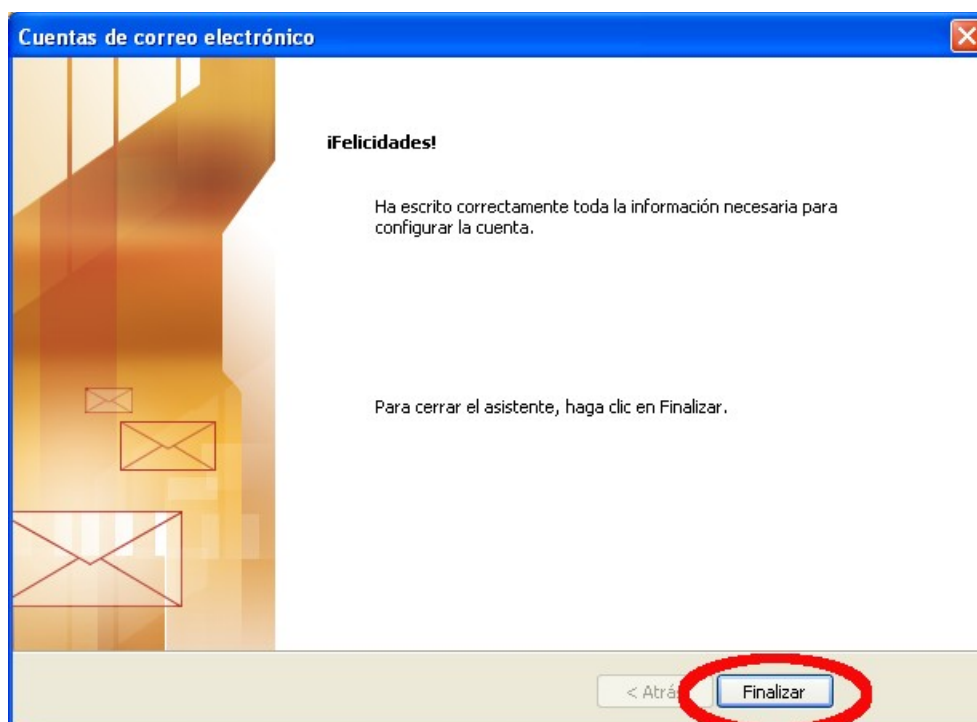 Cuentas de correo electrónico
¡Felicidades!
Ha escrito correctamente toda la información necesaria para
configurar la cuenta.
Para cerrar el asistente, haga clic en Finalizar.
< Atrás
Finalizar